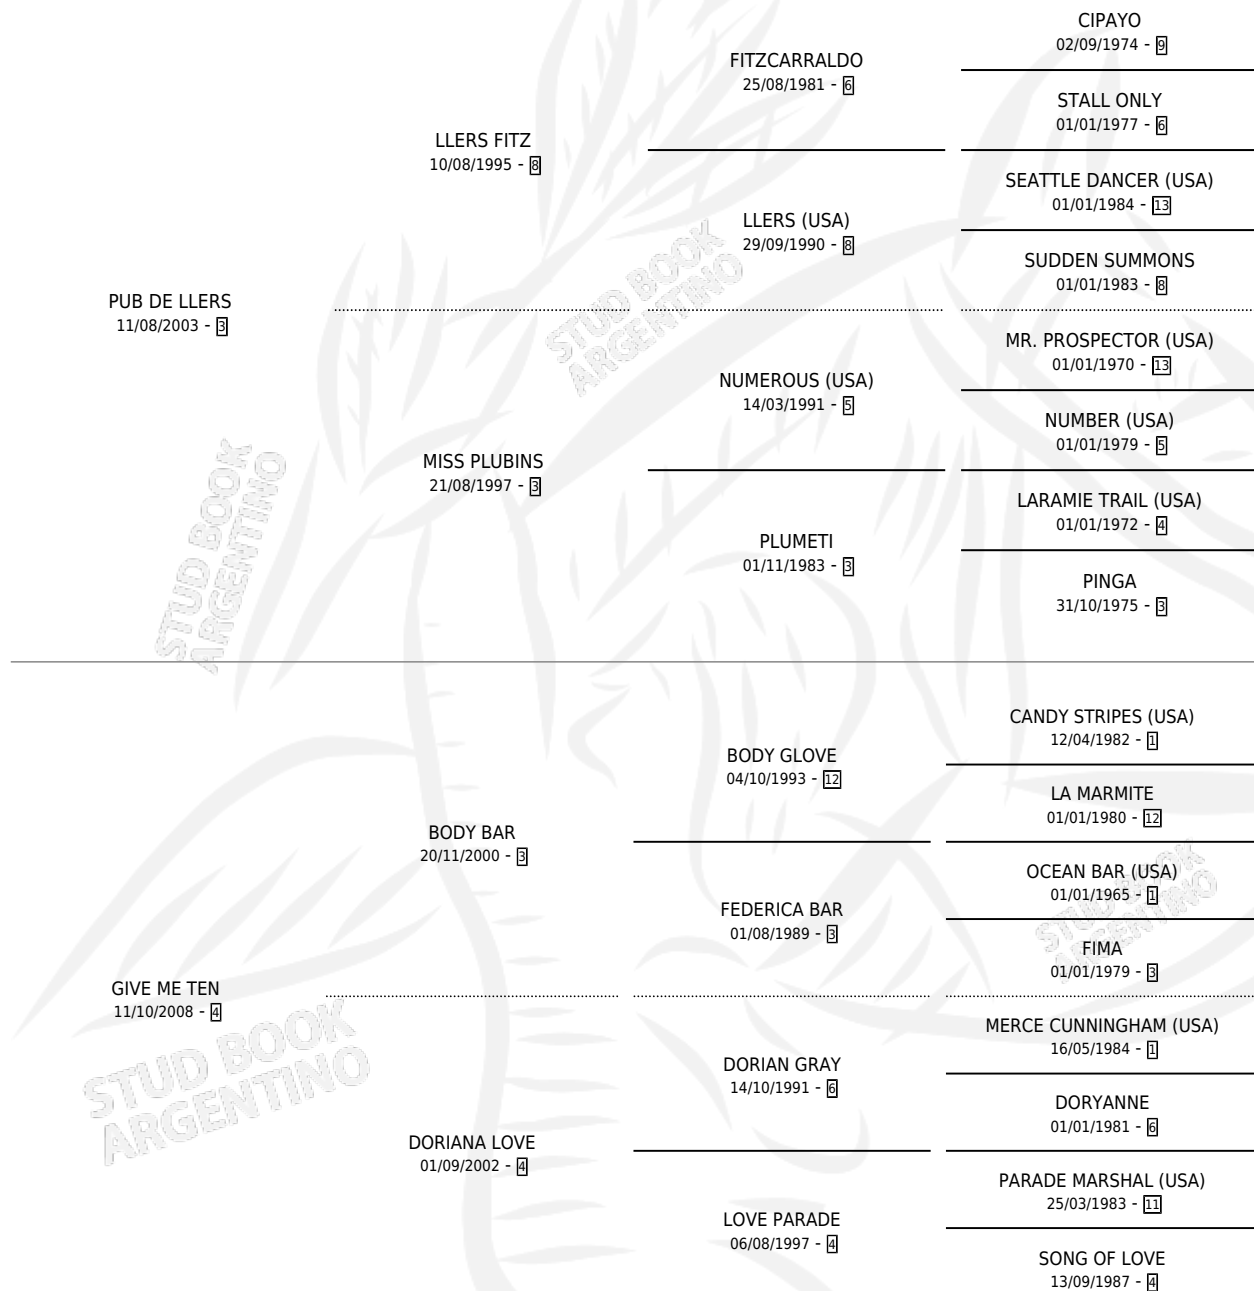 CIPAYO
02/09/1974 - 9
FITZCARRALDO
25/08/1981 - 6
STALL ONLY
01/01/1977 - 6
LLERS FITZ
10/08/1995 - 8
SEATTLE DANCER (USA)
01/01/1984 - 13
LLERS (USA)
29/09/1990 - 8
SUDDEN SUMMONS
01/01/1983 - 8
PUB DE LLERS
11/08/2003 - 3
STUD BOOK
ARGENTINO
MR. PROSPECTOR (USA)
01/01/1970 - 13
NUMEROUS (USA)
14/03/1991 - 5
NUMBER (USA)
01/01/1979 - 5
MISS PLUBINS
21/08/1997 - 3
LARAMIE TRAIL (USA)
01/01/1972 - 4
PLUMETI
01/11/1983 - 3
PINGA
31/10/1975 - 3
STUD BOOK
ARGENTINO
CANDY STRIPES (USA)
12/04/1982 - 1
BODY GLOVE
04/10/1993 - 12
LA MARMITE
01/01/1980 - 12
BODY BAR
20/11/2000 - 3
OCEAN BAR (USA)
01/01/1965 - 1
FEDERICA BAR
01/08/1989 - 3
FIMA
01/01/1979 - 3
STUD BOOK
ARGENTINO
GIVE ME TEN
11/10/2008 - 4
STUD BOOK
ARGENTINO
MERCE CUNNINGHAM (USA)
16/05/1984 - 1
DORIAN GRAY
14/10/1991 - 6
DORYANNE
01/01/1981 - 6
DORIANA LOVE
01/09/2002 - 4
PARADE MARSHAL (USA)
25/03/1983 - 11
LOVE PARADE
06/08/1997 - 4
SONG OF LOVE
13/09/1987 - 4